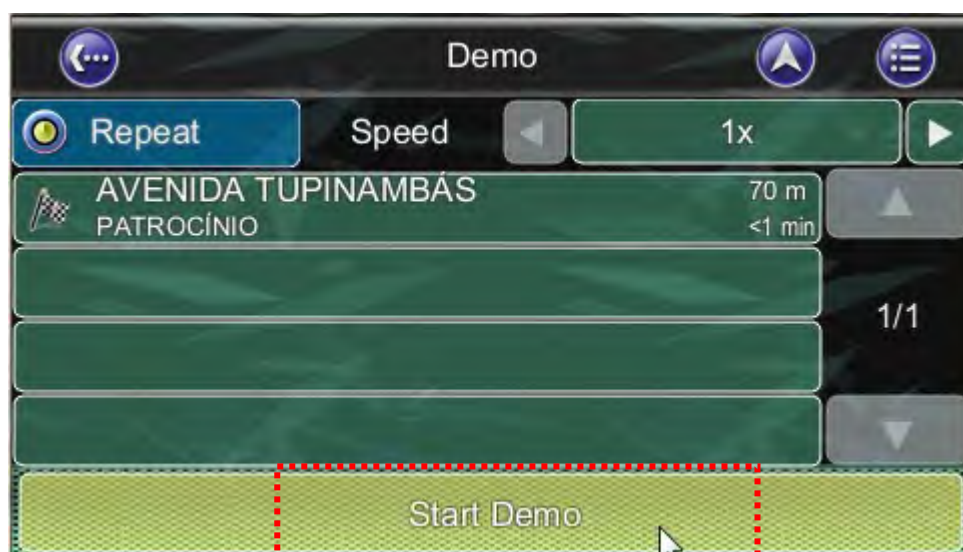 Demo
Repeat
Speed
1x
AVENIDA TUPINAMBÁS
70 m
PATROCÍNIO
<1 min
1/1
Start Demo